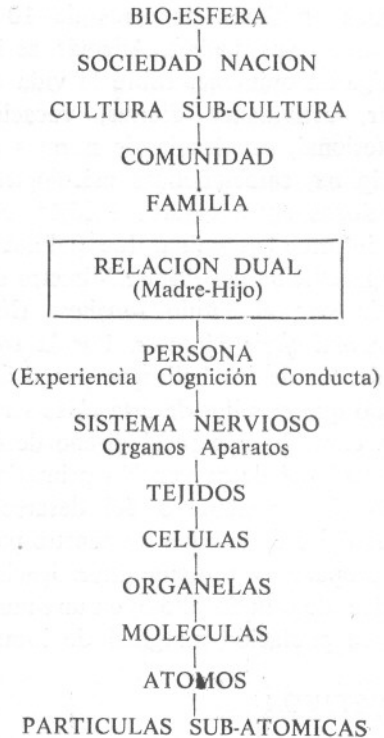 BIO-ESFERA
SOCIEDAD NACION
CULTURA SUB-CULTURA
COMUNIDAD
FAMILIA
RELACION DUAL
(Madre-Hijo)
PERSONA
(Experiencia Cognición Conducta)
SISTEMA NERVIOSO
Organos Aparatos
TEJIDOS
CELULAS
ORGANELAS
MOLECULAS
ATOMOS
PARTICULAS SUB-ATOMICAS